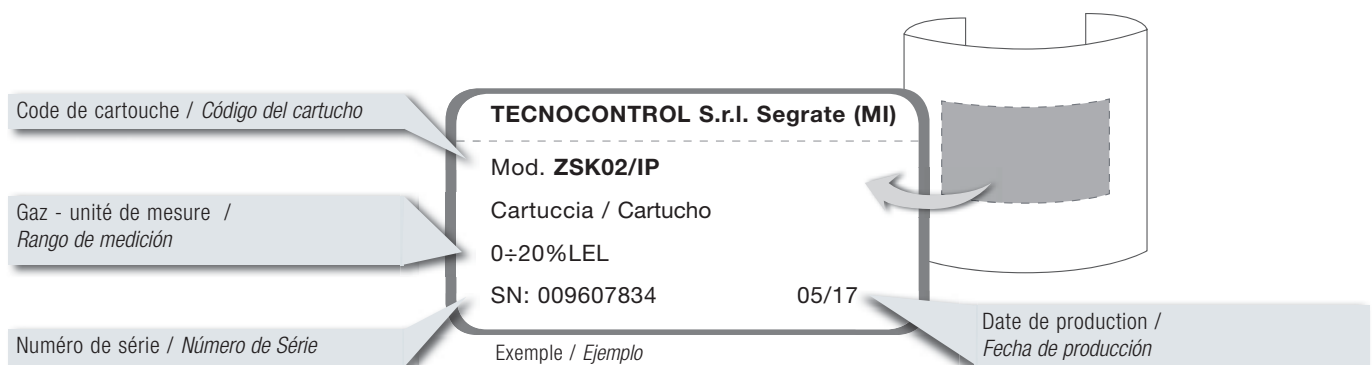 Code de cartouche / Código del cartucho
TECNOCONTROL S.r.l. Segrate (MI)
Mod. ZSK02/IP
Gaz - unité de mesure /
Rango de medición
Cartuccia / Cartucho
0÷20%LEL
SN: 009607834 05/17
Numéro de série / Número de Série
Date de production /
Fecha de producción
Exemple / Ejemplo